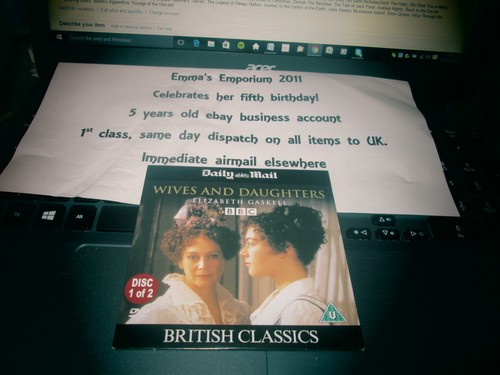 Describe your item
acer
Emma's Emporium 2011
Celebrates her fifth birthday!
5 years old ebay business account
1st class, same day dispatch on all items to UK.
Immediate airmail elsewhere
Daily Mail
WIVES AND DAUGHTERS
ELIZABETH GASKELL
BBC
DISC
1 of 2
DVD
U
BRITISH CLASSICS
Alt